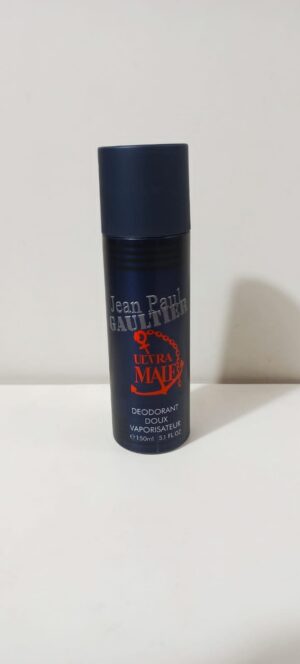 Jean Paul
GAULTIER
ULTRA
MALE
DEODORANT
DOUX
VAPORISATEUR
℮150ml 5.1 FL OZ